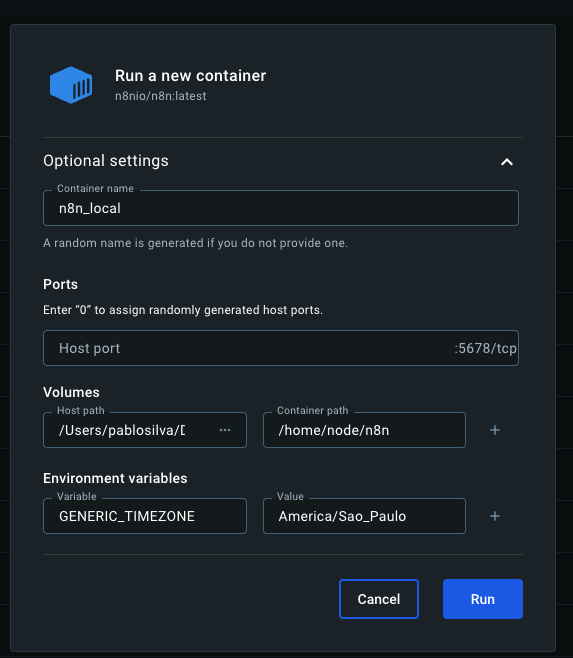 Run a new container
n8nio/n8n:latest
Optional settings
Container name
n8n_local
A random name is generated if you do not provide one.
Ports
Enter “0” to assign randomly generated host ports.
Host port :5678/tcp
Volumes
Host path Container path
/Users/pablosilva/D ··· /home/node/n8n +
Environment variables
Variable Value
GENERIC_TIMEZONE America/Sao_Paulo +
Cancel Run